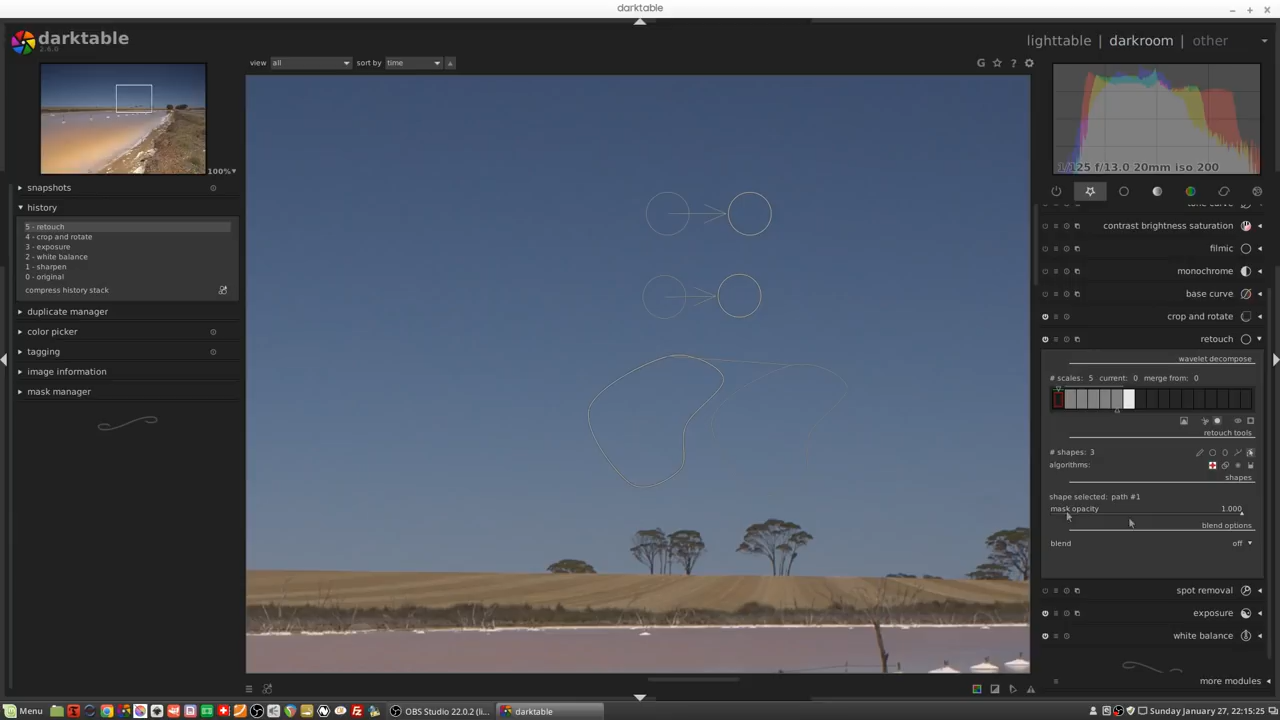 darktable
darktable
2.6.0
lighttable | darkroom | other
view all sort by time
G ?
1/125 f/13.0 20mm iso 200
100%
snapshots
history
5 - retouch
4 - crop and rotate
3 - exposure
2 - white balance
1 - sharpen
0 - original
compress history stack
duplicate manager
color picker
tagging
image information
mask manager
contrast brightness saturation
filmic
monochrome
base curve
crop and rotate
retouch
wavelet decompose
# scales: 5 current: 0 merge from: 0
retouch tools
# shapes: 3
algorithms:
shapes
shape selected: path #1
mask opacity 1.000
blend options
blend off
spot removal
exposure
white balance
more modules
Menu
OBS Studio 22.0.2 (li...
darktable
Sunday January 27, 22:15:25